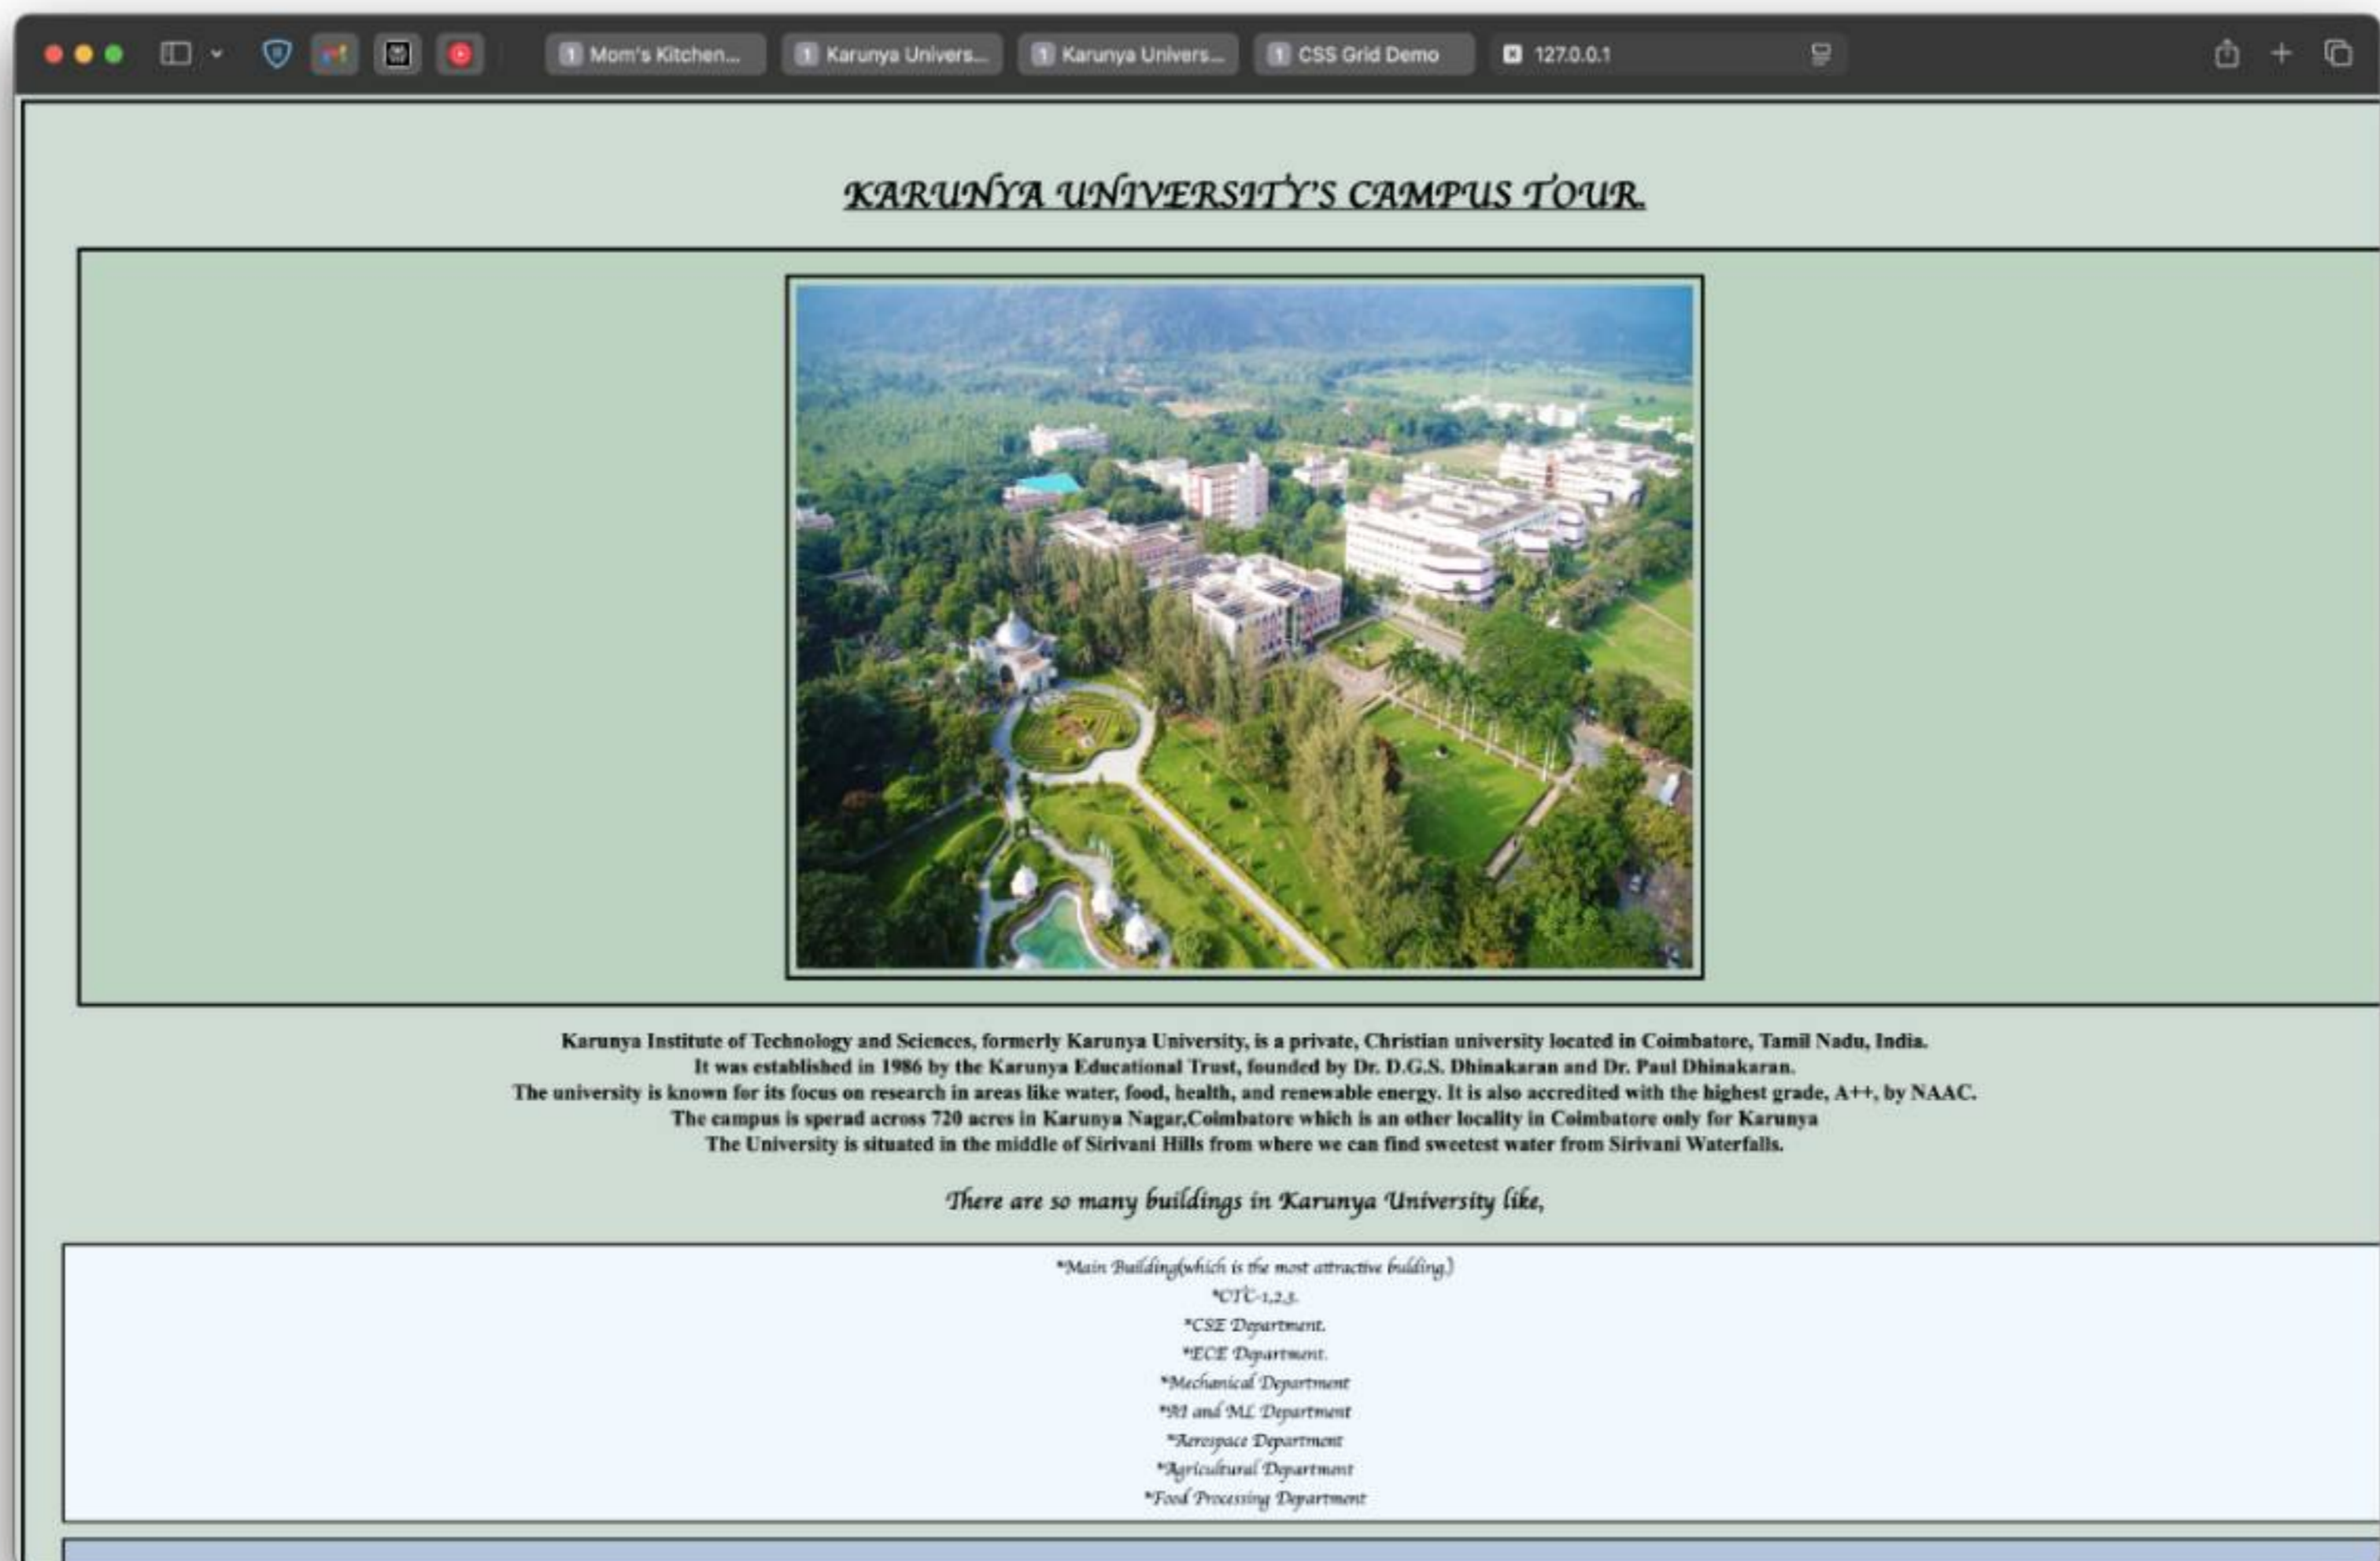 1 Mom's Kitchen...
1 Karunya Univers...
1 Karunya Univers...
1 CSS Grid Demo
127.0.0.1
KARUNYA UNIVERSITY'S CAMPUS TOUR.
Karunya Institute of Technology and Sciences, formerly Karunya University, is a private, Christian university located in Coimbatore, Tamil Nadu, India.
It was established in 1986 by the Karunya Educational Trust, founded by Dr. D.G.S. Dhinakaran and Dr. Paul Dhinakaran.
The university is known for its focus on research in areas like water, food, health, and renewable energy. It is also accredited with the highest grade, A++, by NAAC.
The campus is sperad across 720 acres in Karunya Nagar,Coimbatore which is an other locality in Coimbatore only for Karunya
The University is situated in the middle of Sirivani Hills from where we can find sweetest water from Sirivani Waterfalls.
There are so many buildings in Karunya University like,
*Main Building(which is the most attractive bulding.)
*CTC-1,2,3.
*CSE Department.
*ECE Department.
*Mechanical Department
*AI and ML Department
*Aerospace Department
*Agricultural Department
*Food Processing Department